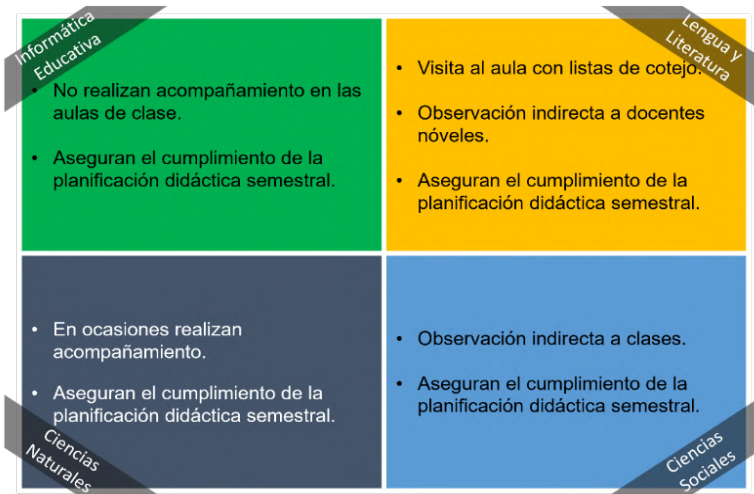 Informática
Educativa
• No realizan acompañamiento en las
aulas de clase.
• Aseguran el cumplimiento de la
planificación didáctica semestral.
Lengua y
Literatura
• Visita al aula con listas de cotejo.
• Observación indirecta a docentes
nóveles.
• Aseguran el cumplimiento de la
planificación didáctica semestral.
• En ocasiones realizan
acompañamiento.
• Aseguran el cumplimiento de la
planificación didáctica semestral.
Ciencias
Naturales
• Observación indirecta a clases.
• Aseguran el cumplimiento de la
planificación didáctica semestral.
Ciencias
Sociales